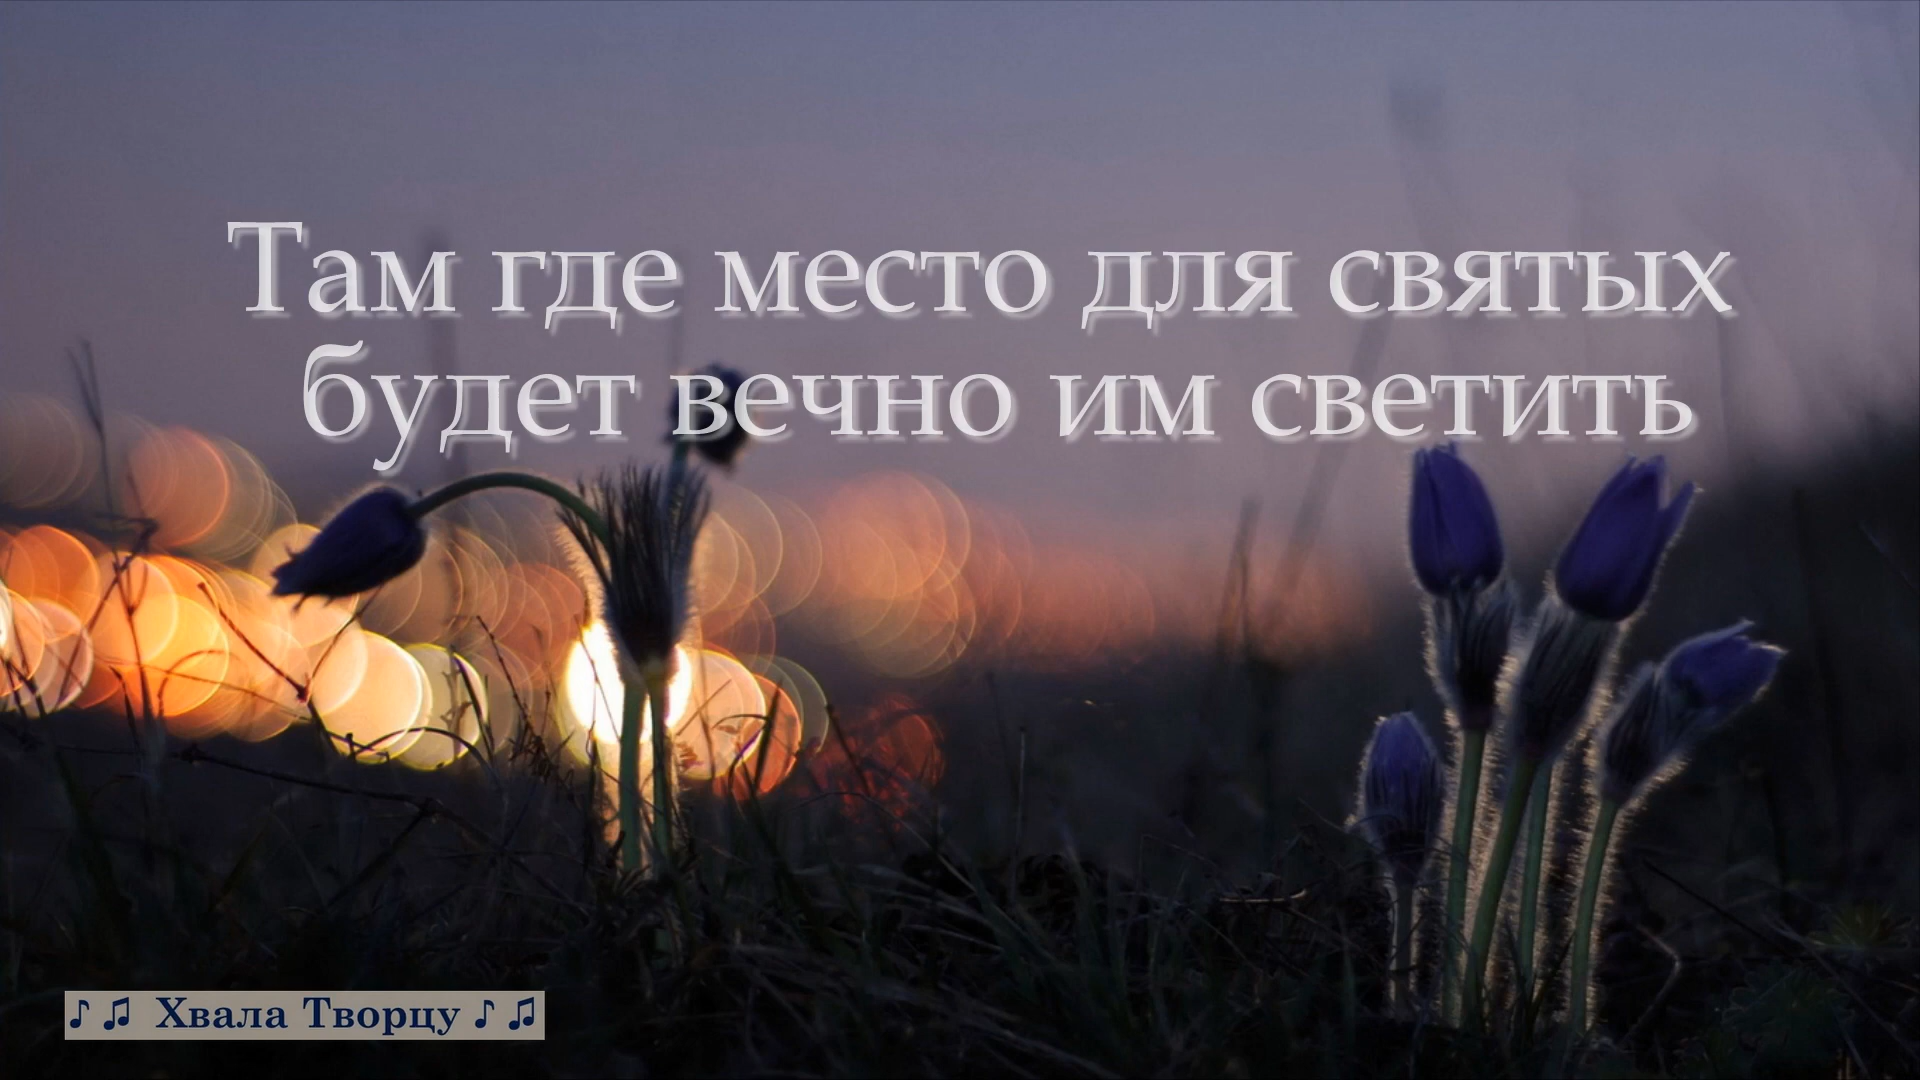 Там где место для святых
будет вечно им светить
♪♫ Хвала Творцу ♪♫